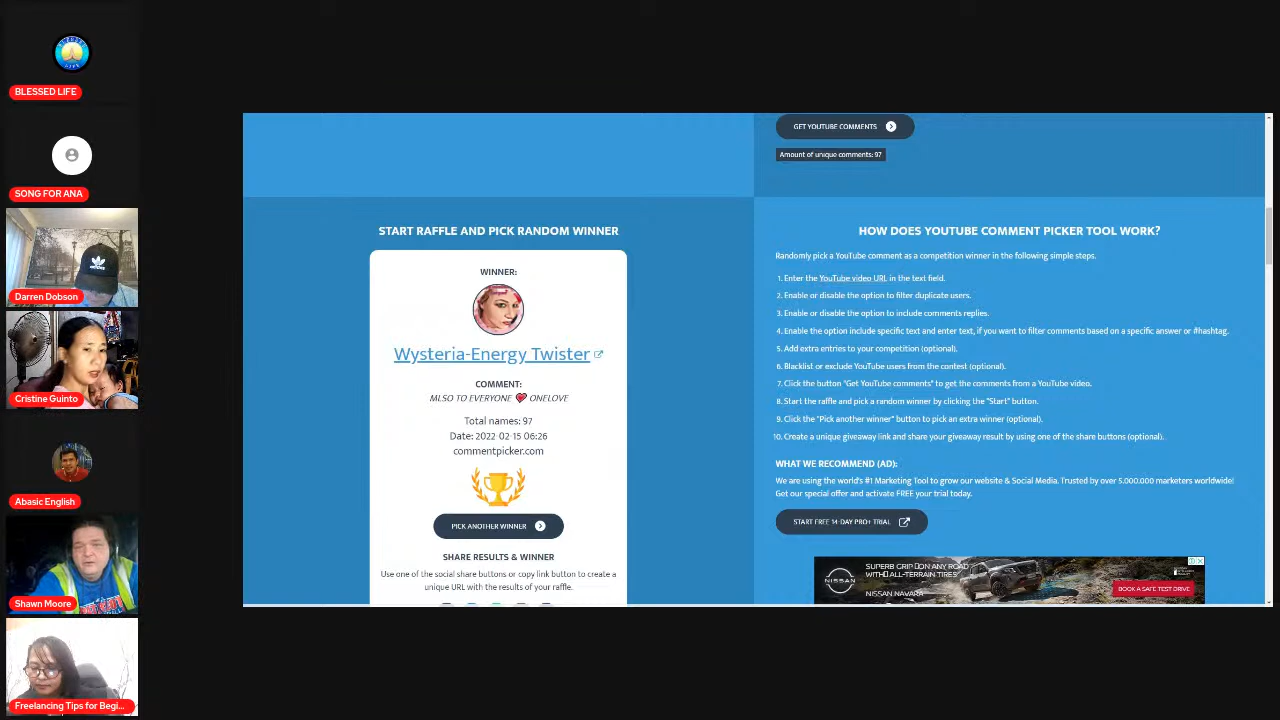 BLESSED LIFE
SONG FOR ANA
Darren Dobson
Cristine Guinto
Abasic English
Shawn Moore
Freelancing Tips for Begi...
START RAFFLE AND PICK RANDOM WINNER
WINNER:
Wysteria-Energy Twister
COMMENT:
MLSO TO EVERYONE ❤️ ONELOVE
Total names: 97
Date: 2022-02-15 06:26
commentpicker.com
PICK ANOTHER WINNER
SHARE RESULTS & WINNER
Use one of the social share buttons or copy link button to create a
unique URL with the results of your raffle.
GET YOUTUBE COMMENTS
Amount of unique comments: 97
HOW DOES YOUTUBE COMMENT PICKER TOOL WORK?
Randomly pick a YouTube comment as a competition winner in the following simple steps.
1. Enter the YouTube video URL in the text field.
2. Enable or disable the option to filter duplicate users.
3. Enable or disable the option to include comments replies.
4. Enable the option include specific text and enter text, if you want to filter comments based on a specific answer or #hashtag.
5. Add extra entries to your competition (optional).
6. Blacklist or exclude YouTube users from the contest (optional).
7. Click the button "Get YouTube comments" to get the comments from a YouTube video.
8. Start the raffle and pick a random winner by clicking the "Start" button.
9. Click the "Pick another winner" button to pick an extra winner (optional).
10. Create a unique giveaway link and share your giveaway result by using one of the share buttons (optional).
WHAT WE RECOMMEND (AD):
We are using the world's #1 Marketing Tool to grow our website & Social Media. Trusted by over 5.000.000 marketers worldwide!
Get our special offer and activate FREE your trial today.
START FREE 14-DAY PRO+ TRIAL
NISSAN
SUPERB GRIP ON ANY ROAD
WITH ALL-TERRAIN TIRES
NISSAN NAVARA
BOOK A SAFE TEST DRIVE